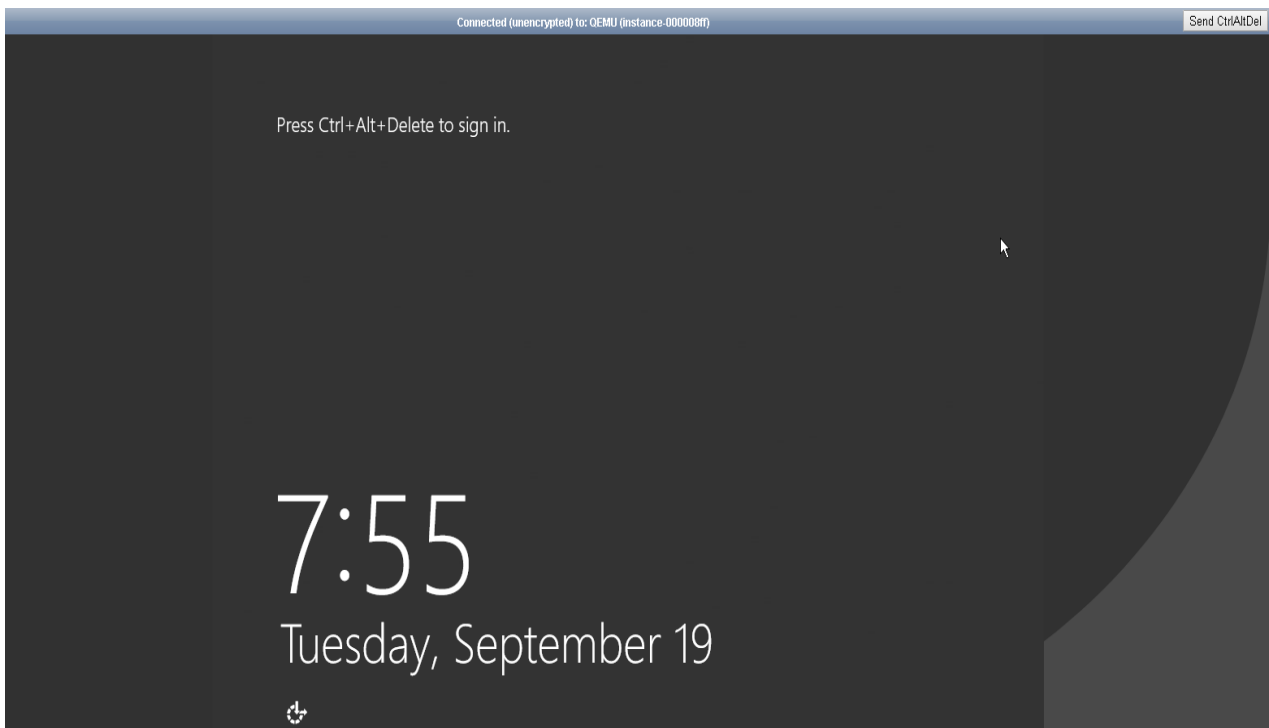 Connected (unencrypted) to: QEMU (instance-000008ff)
Send CtrlAltDel
Press Ctrl+Alt+Delete to sign in.
7:55
Tuesday, September 19